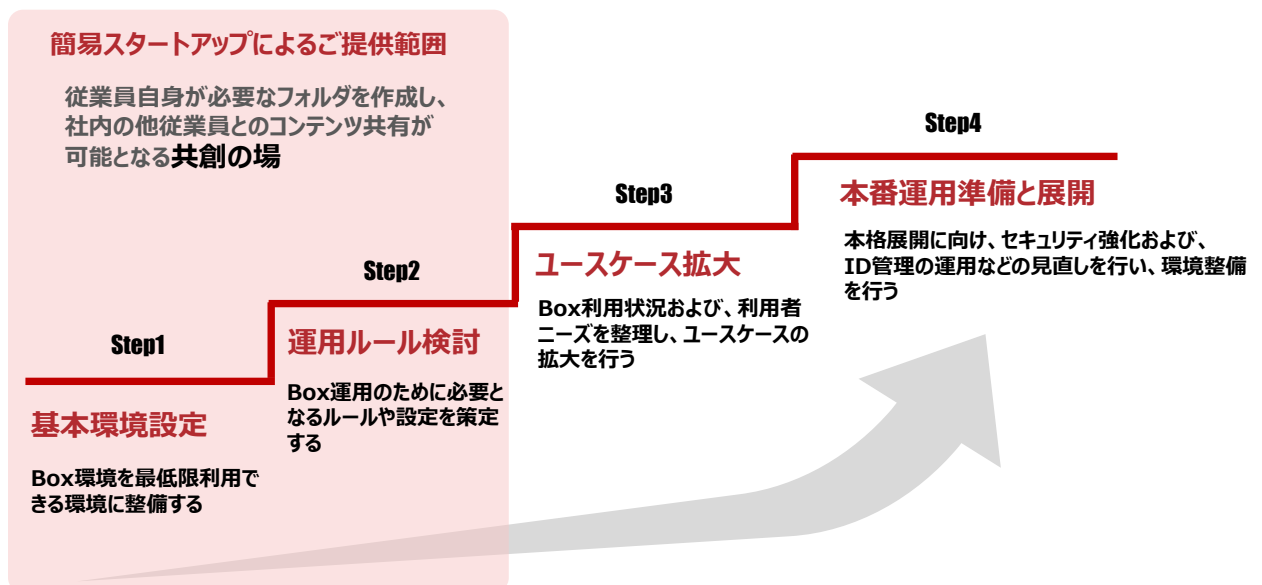 簡易スタートアップによるご提供範囲
従業員自身が必要なフォルダを作成し、
社内の他従業員とのコンテンツ共有が
可能となる共創の場
Step1
基本環境設定
Box環境を最低限利用で
きる環境に整備する
Step2
運用ルール検討
Box運用のために必要と
なるルールや設定を策定
する
Step3
ユースケース拡大
Box利用状況および、利用者
ニーズを整理し、ユースケースの
拡大を行う
Step4
本番運用準備と展開
本格展開に向け、セキュリティ強化および、
ID管理の運用などの見直しを行い、環境整備
を行う